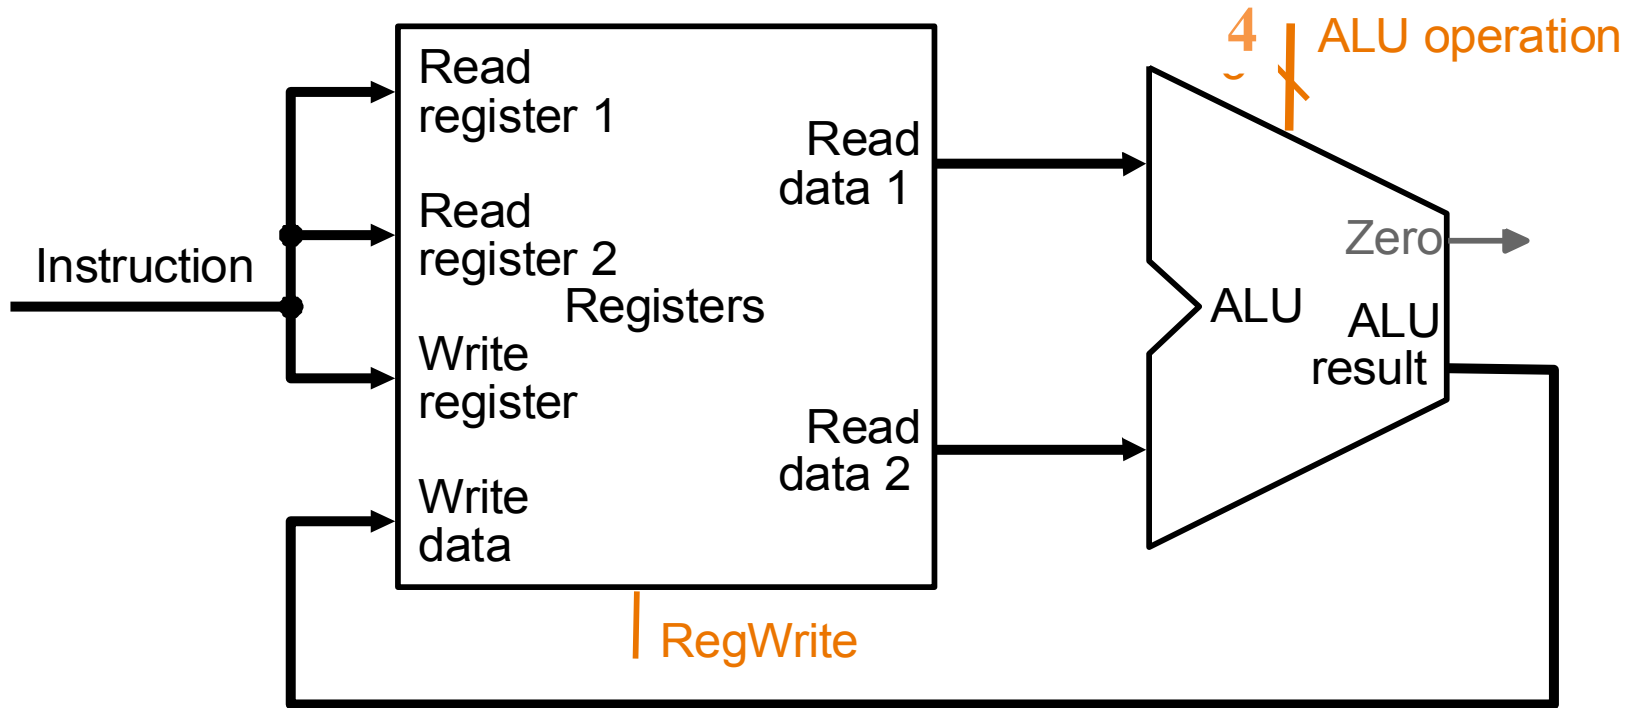 4
ALU operation
Read
register 1
Read
data 1
Read
register 2
Zero
Instruction
Registers
ALU
ALU
result
Write
register
Read
data 2
Write
data
RegWrite